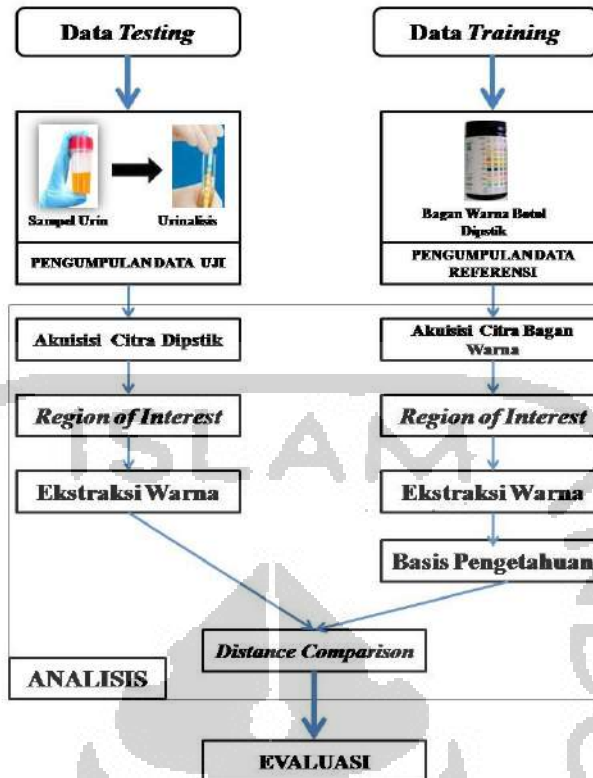 Data Testing
Data Training
Sampel Urin
Urinalisis
PENGUMPULAN DATA UJI
Bagan Warna Botol
Dipstik
PENGUMPULAN DATA
REFERENSI
Akuisisi Citra Dipstik
Akuisisi Citra Bagan
Warna
Region of Interest
Region of Interest
ISLAM
Ekstraksi Warna
Ekstraksi Warna
Basis Pengetahuan
Distance Comparison
ANALISIS
EVALUASI